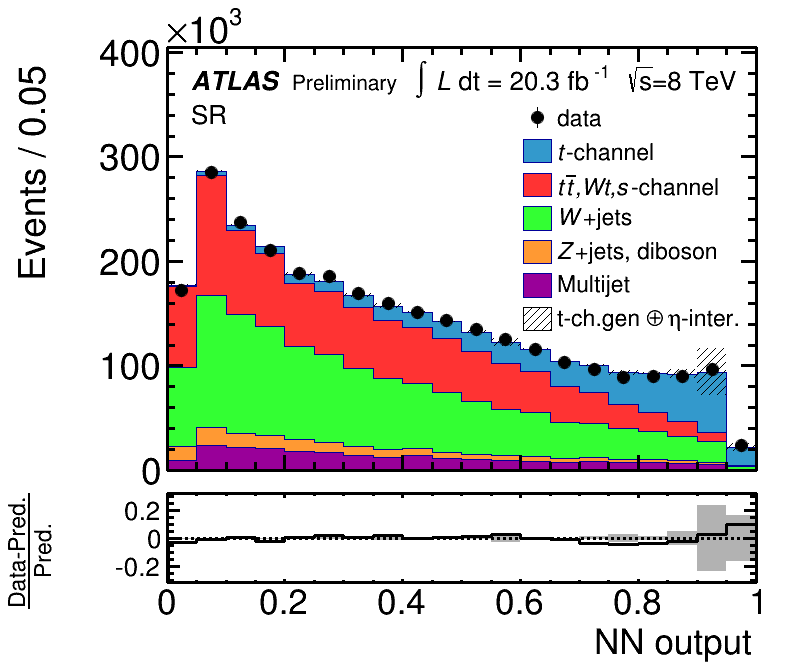 ×10³
400
300
200
100
0
Events / 0.05
ATLAS Preliminary ∫ L dt = 20.3 fb⁻¹ √s=8 TeV
SR
data
t-channel
tt̅,Wt,s-channel
W+jets
Z+jets, diboson
Multijet
t-ch.gen ⊕ η-inter.
Data-Pred.
Pred.
0.2
0
-0.2
0 0.2 0.4 0.6 0.8 1
NN output